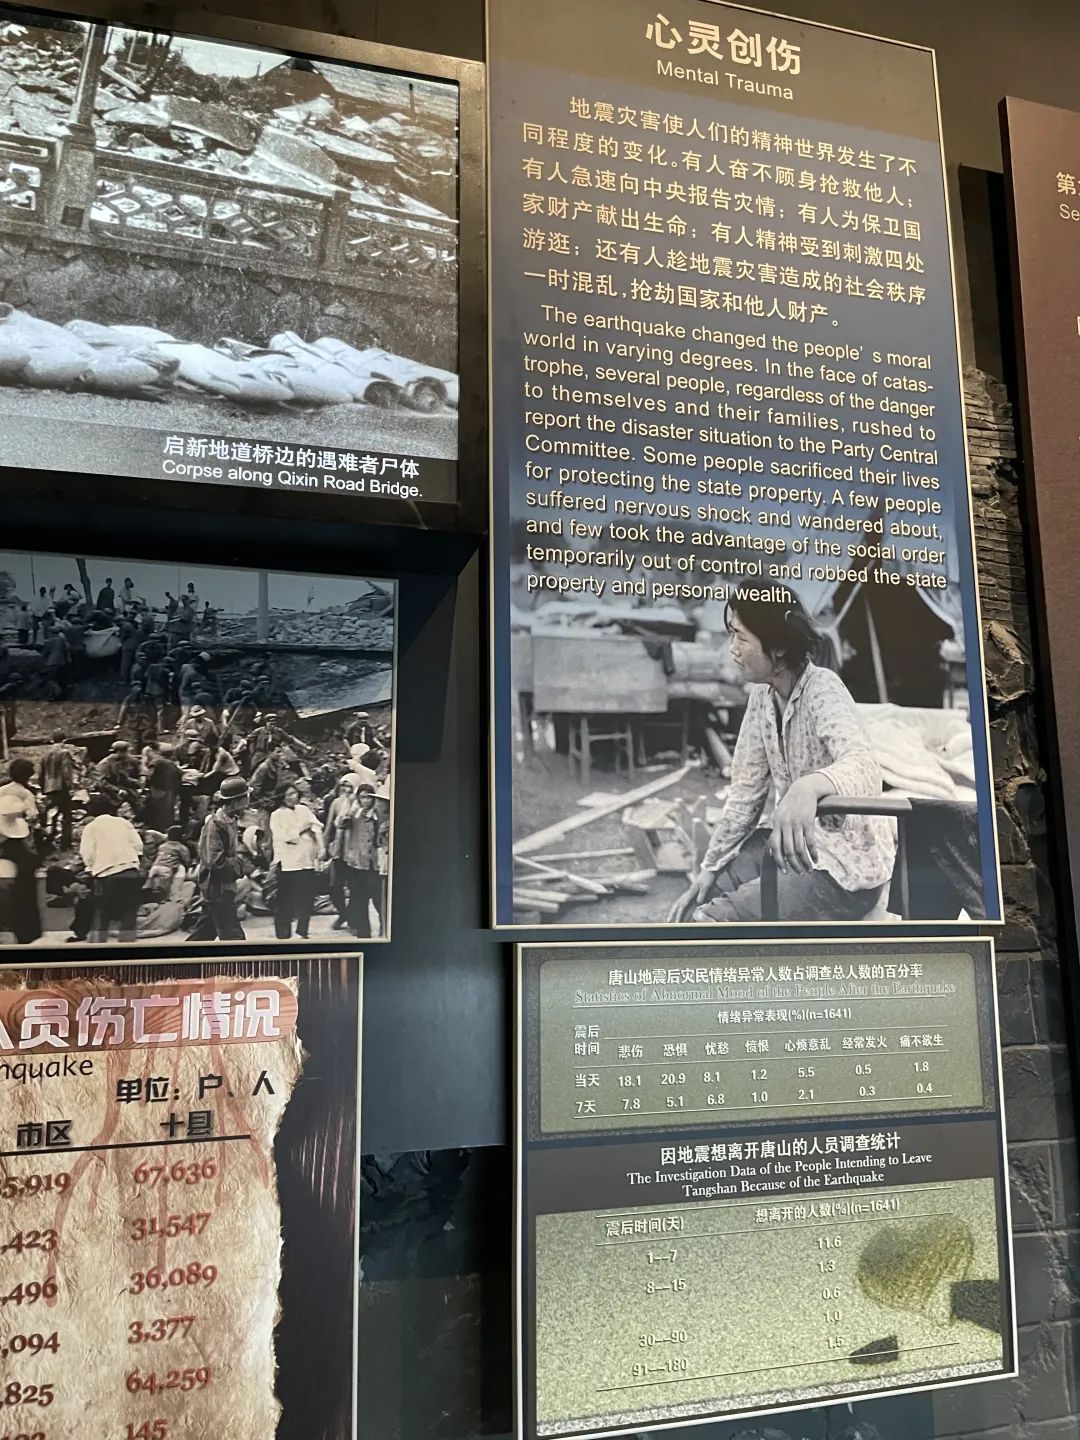 心灵创伤
Mental Trauma
地震灾害使人们的精神世界发生了不
同程度的变化。有人奋不顾身抢救他人；
有人急速向中央报告灾情；有人为保卫国
家财产献出生命；有人精神受到刺激四处
游逛；还有人趁地震灾害造成的社会秩序
一时混乱，抢劫国家和他人财产。
The earthquake changed the people’s moral
world in varying degrees. In the face of catas-
trophe, several people, regardless of the danger
to themselves and their families, rushed to
report the disaster situation to the Party Central
Committee. Some people sacrificed their lives
for protecting the state property. A few people
suffered nervous shock and wandered about,
and few took the advantage of the social order
temporarily out of control and robbed the state
property and personal wealth.
启新地道桥边的遇难者尸体
Corpse along Qixin Road Bridge.
人员伤亡情况
quake
单位：户、人
市区 十县
5,919 67,636
,423 31,547
,496 36,089
,094 3,377
,825 64,259
145
唐山地震后灾民情绪异常人数占调查总人数的百分率
Statistics of Abnormal Mood of the People After the Earthquake
震后时间 情绪异常表现(%)(n=1641)
悲伤 恐惧 忧愁 愤恨 心烦意乱 经常发火 痛不欲生
当天 18.1 20.9 8.1 1.2 5.5 0.5 1.8
7天 7.8 5.1 6.8 1.0 2.1 0.3 0.4
因地震想离开唐山的人员调查统计
The Investigation Data of the People Intending to Leave
Tangshan Because of the Earthquake
震后时间(天) 想离开的人数(%)(n=1641)
1—7 11.6
8—15 1.3
0.6
30—90 1.0
91—180 1.5
第
Se